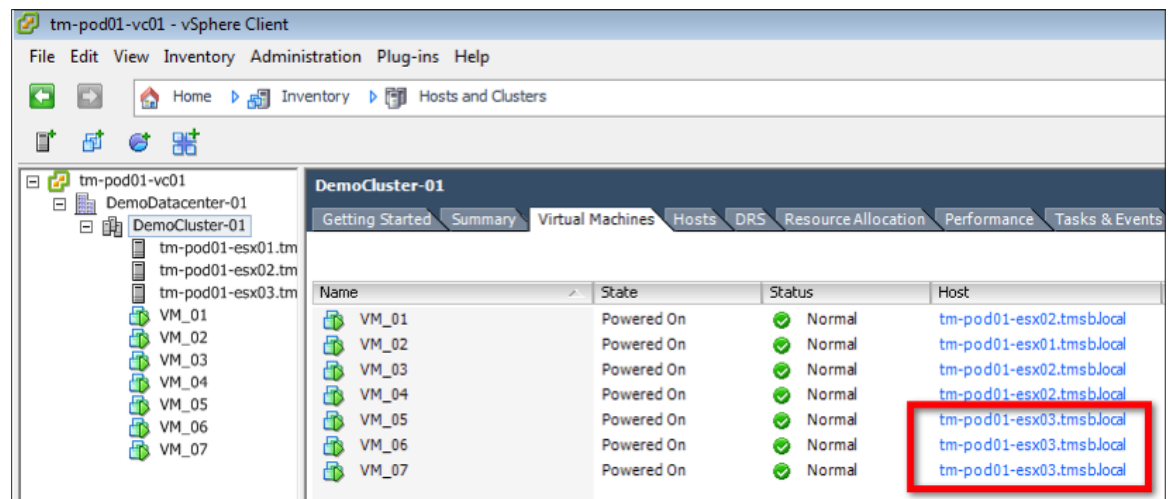 tm-pod01-vc01 - vSphere Client
File Edit View Inventory Administration Plug-ins Help
Home Inventory Hosts and Clusters
tm-pod01-vc01
DemoDatacenter-01
DemoCluster-01
tm-pod01-esx01.tm
tm-pod01-esx02.tm
tm-pod01-esx03.tm
VM_01
VM_02
VM_03
VM_04
VM_05
VM_06
VM_07
DemoCluster-01
Getting Started Summary Virtual Machines Hosts DRS Resource Allocation Performance Tasks & Events
Name State Status Host
VM_01 Powered On Normal tm-pod01-esx02.tmsb.local
VM_02 Powered On Normal tm-pod01-esx01.tmsb.local
VM_03 Powered On Normal tm-pod01-esx02.tmsb.local
VM_04 Powered On Normal tm-pod01-esx02.tmsb.local
VM_05 Powered On Normal tm-pod01-esx03.tmsb.local
VM_06 Powered On Normal tm-pod01-esx03.tmsb.local
VM_07 Powered On Normal tm-pod01-esx03.tmsb.local